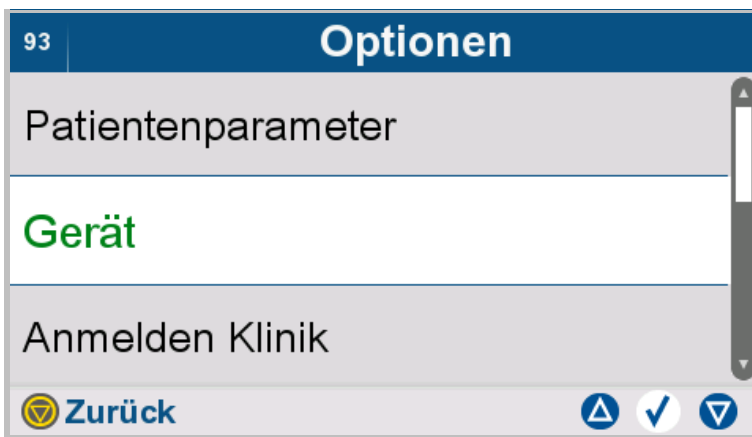 93
Optionen
Patientenparameter
Gerät
Anmelden Klinik
Zurück